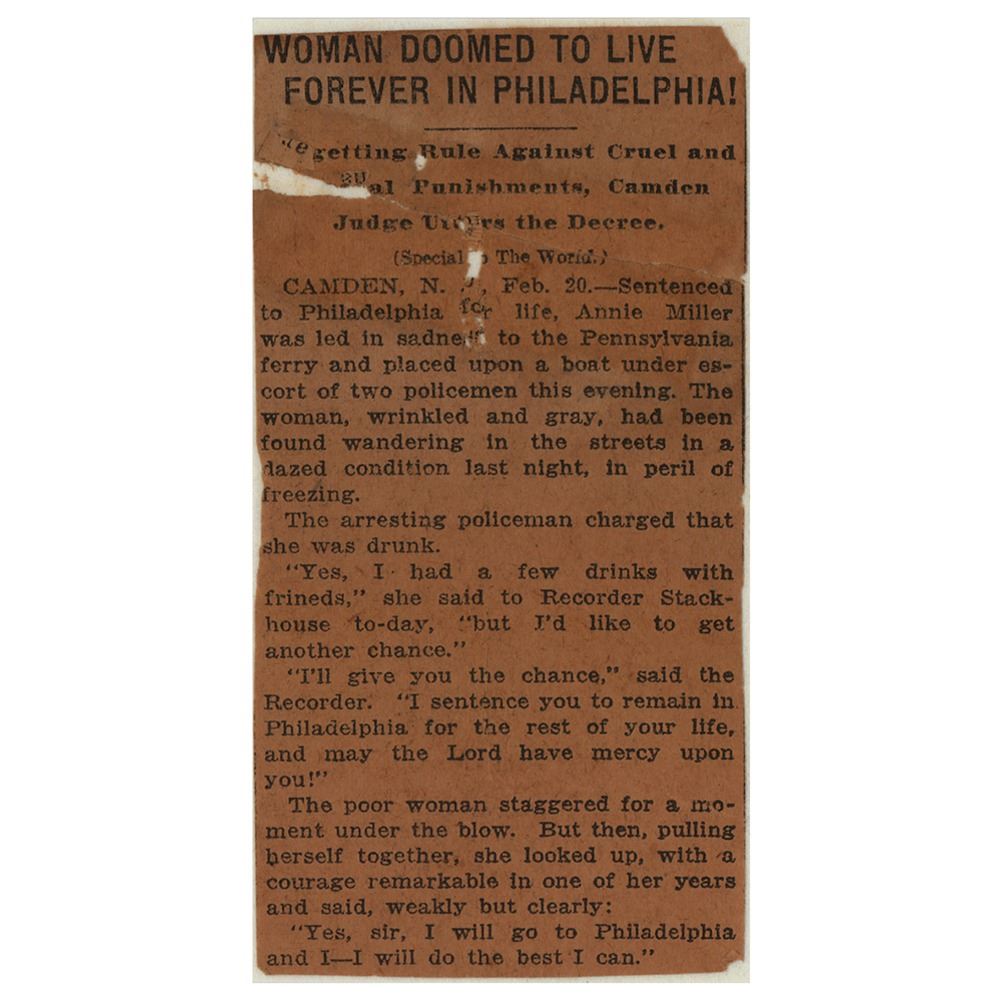 WOMAN DOOMED TO LIVE
FOREVER IN PHILADELPHIA!
getting Rule Against Cruel and
ual Punishments, Camden
Judge Utters the Decree.
(Special to The World.)
CAMDEN, N. J., Feb. 20.—Sentenced
to Philadelphia for life, Annie Miller
was led in sadness to the Pennsylvania
ferry and placed upon a boat under es-
cort of two policemen this evening. The
woman, wrinkled and gray, had been
found wandering in the streets in a
dazed condition last night, in peril of
freezing.
The arresting policeman charged that
she was drunk.
"Yes, I had a few drinks with
frineds," she said to Recorder Stack-
house to-day, "but I'd like to get
another chance."
"I'll give you the chance," said the
Recorder. "I sentence you to remain in
Philadelphia for the rest of your life,
and may the Lord have mercy upon
you!"
The poor woman staggered for a mo-
ment under the blow. But then, pulling
herself together, she looked up, with a
courage remarkable in one of her years
and said, weakly but clearly:
"Yes, sir, I will go to Philadelphia
and I—I will do the best I can."